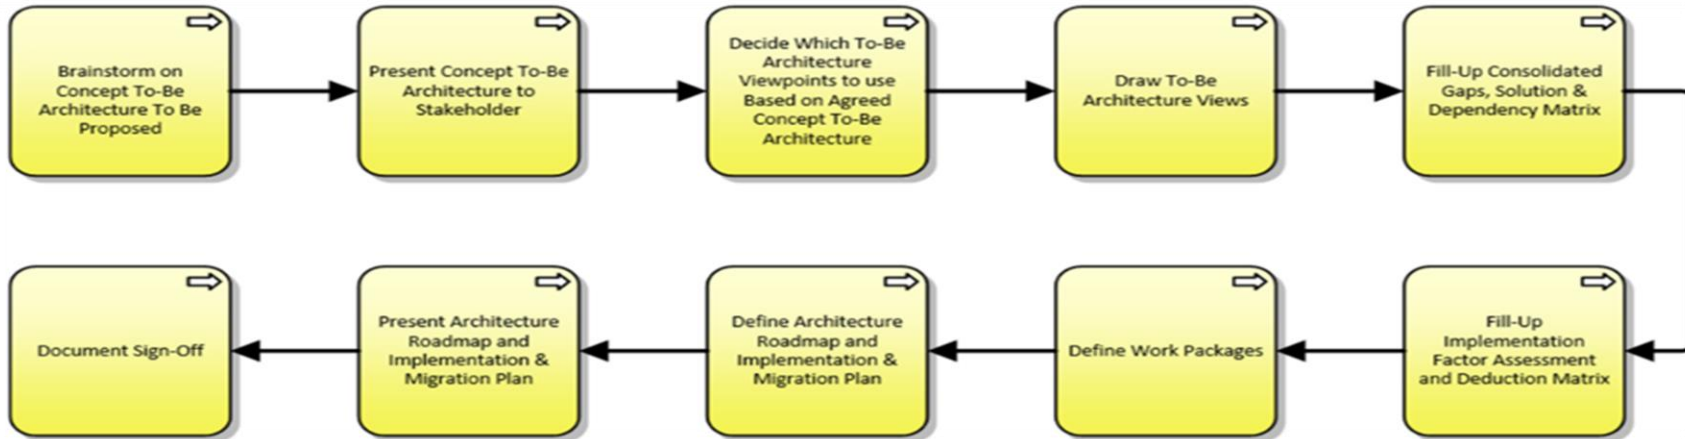 Brainstorm on
Concept To-Be
Architecture To Be
Proposed
Present Concept To-Be
Architecture to
Stakeholder
Decide Which To-Be
Architecture
Viewpoints to use
Based on Agreed
Concept To-Be
Architecture
Draw To-Be
Architecture Views
Fill-Up Consolidated
Gaps, Solution &
Dependency Matrix
Fill-Up
Implementation
Factor Assessment
and Deduction Matrix
Define Work Packages
Define Architecture
Roadmap and
Implementation &
Migration Plan
Present Architecture
Roadmap and
Implementation &
Migration Plan
Document Sign-Off